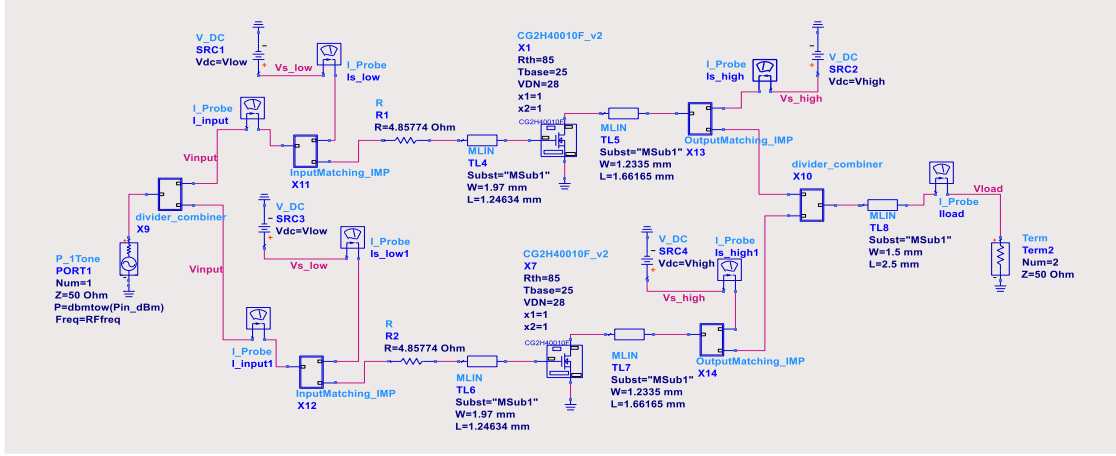 V_DC
SRC1
Vdc=Vlow
Vs_low
I_Probe
Is_low
I_Probe
I_input
Vinput
InputMatching_IMP
X11
R
R1
R=4.85774 Ohm
MLIN
TL4
Subst="MSub1"
W=1.97 mm
L=1.24634 mm
CG2H40010F_v2
X1
Rth=85
Tbase=25
VDN=28
x1=1
x2=1
CG2H40010F
MLIN
TL5
Subst="MSub1"
W=1.2335 mm
L=1.66165 mm
OutputMatching_IMP
X13
I_Probe
Is_high
Vs_high
V_DC
SRC2
Vdc=Vhigh
divider_combiner
X10
MLIN
TL8
Subst="MSub1"
W=1.5 mm
L=2.5 mm
I_Probe
Iload
Vload
Term
Term2
Num=2
Z=50 Ohm
divider_combiner
X9
P_1Tone
PORT1
Num=1
Z=50 Ohm
P=dbmtow(Pin_dBm)
Freq=RFfreq
V_DC
SRC3
Vdc=Vlow
Vs_low
I_Probe
Is_low1
Vinput
I_Probe
I_input1
InputMatching_IMP
X12
R
R2
R=4.85774 Ohm
MLIN
TL6
Subst="MSub1"
W=1.97 mm
L=1.24634 mm
CG2H40010F_v2
X7
Rth=85
Tbase=25
VDN=28
x1=1
x2=1
CG2H40010F
MLIN
TL7
Subst="MSub1"
W=1.2335 mm
L=1.66165 mm
V_DC
SRC4
Vdc=Vhigh
Vs_high
I_Probe
Is_high1
OutputMatching_IMP
X14